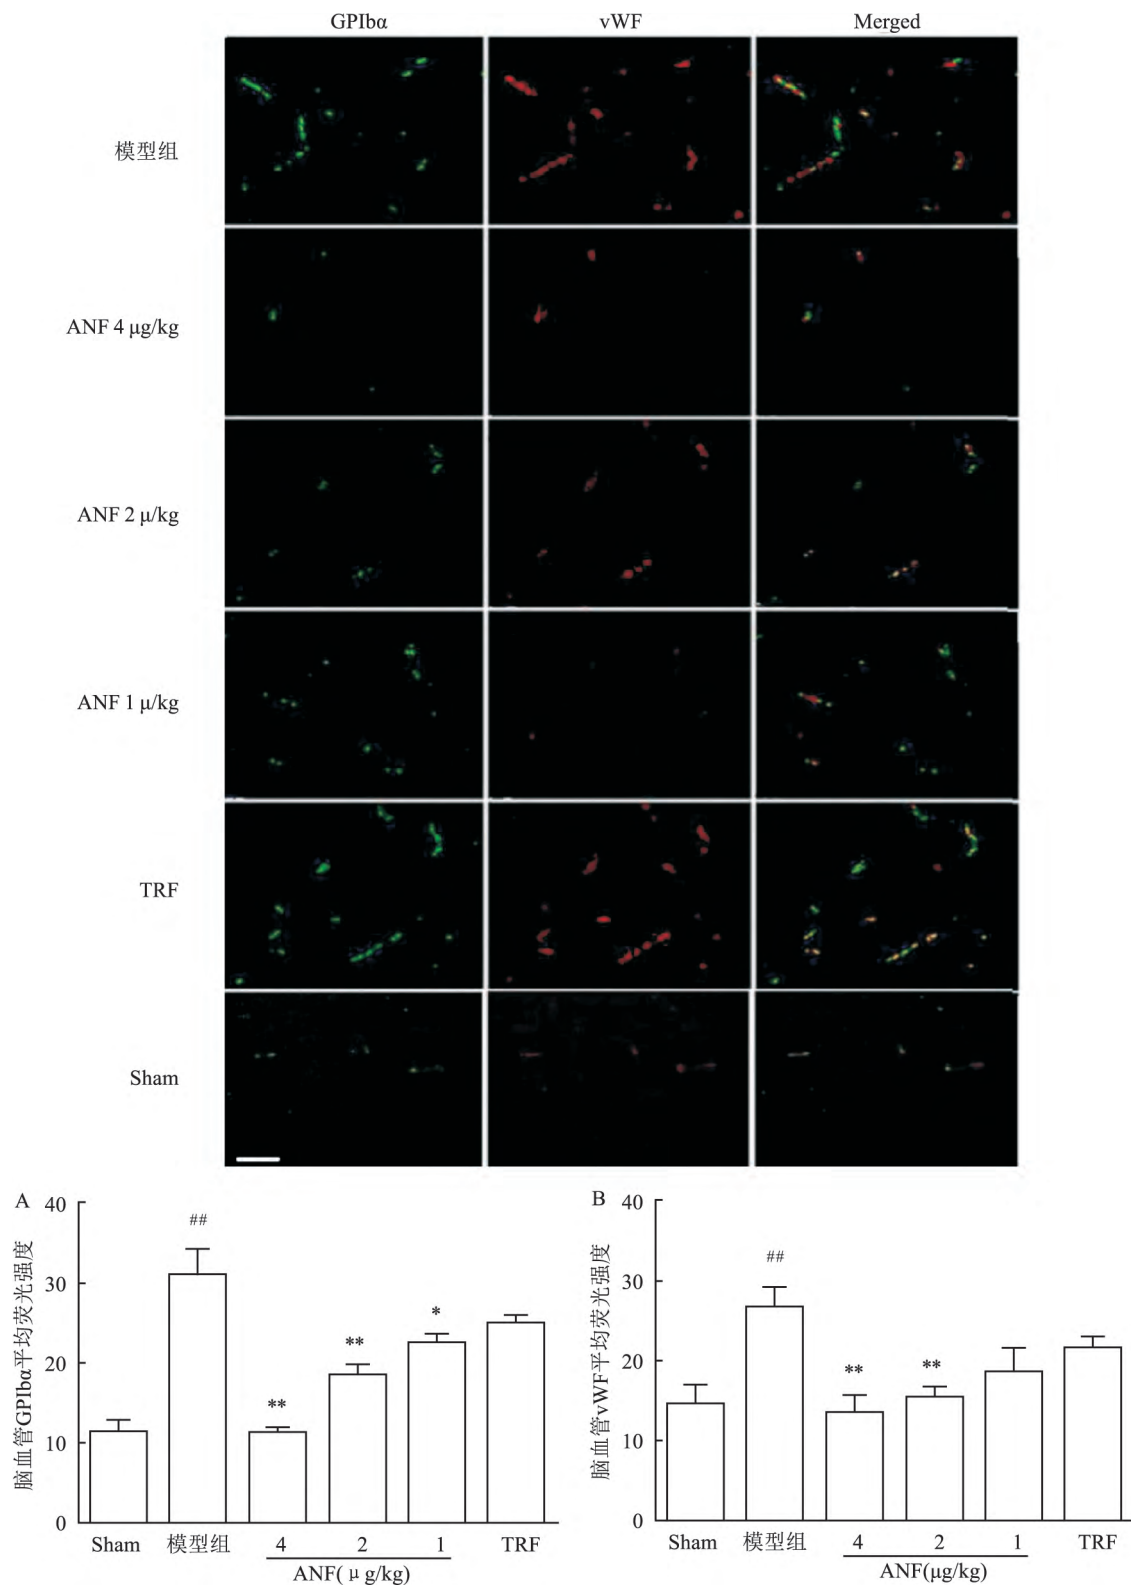 GPIbα vWF Merged
模型组
ANF 4 μg/kg
ANF 2 μ/kg
ANF 1 μ/kg
TRF
Sham
A
脑血管GPIbα平均荧光强度
40
30
20
10
0
##
**
**
*
Sham 模型组 4 2 1 TRF
ANF( μ g/kg)
B
脑血管vWF平均荧光强度
40
30
20
10
0
##
**
**
Sham 模型组 4 2 1 TRF
ANF(μg/kg)